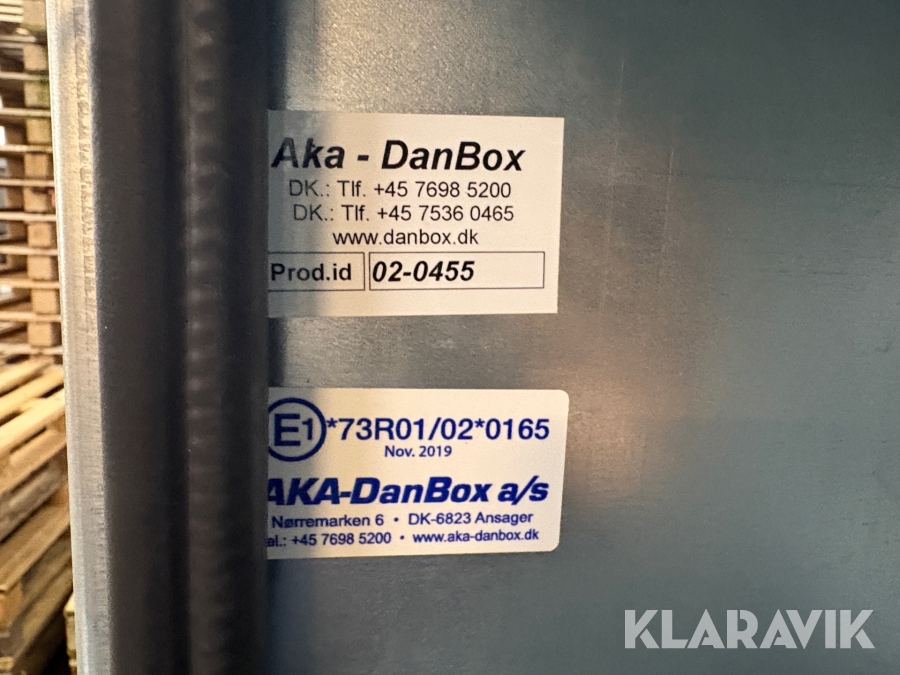 Aka - DanBox
DK.: Tlf. +45 7698 5200
DK.: Tlf. +45 7536 0465
www.danbox.dk
Prod.id 02-0455
E1 *73R01/02*0165
Nov. 2019
AKA-DanBox a/s
Nørremarken 6 • DK-6823 Ansager
al.: +45 7698 5200 • www.aka-danbox.dk
KLARAVIK